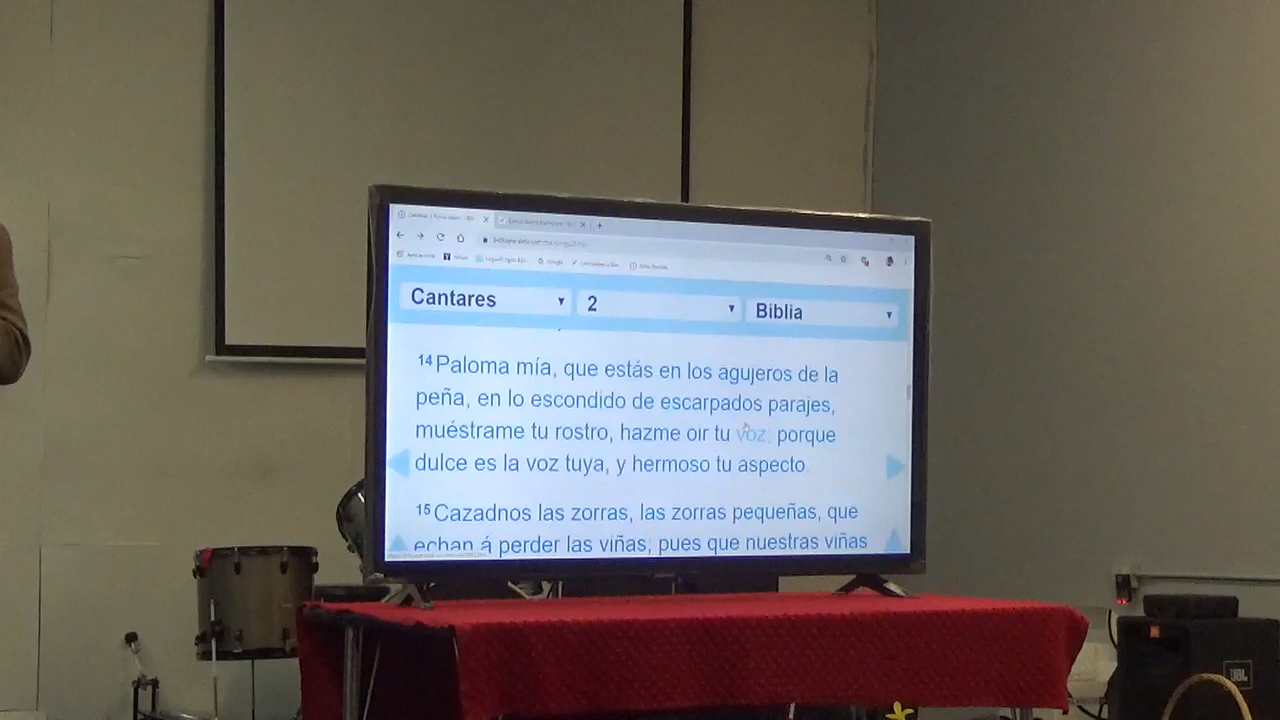 Cantares
2
Biblia
14 Paloma mía, que estás en los agujeros de la
peña, en lo escondido de escarpados parajes,
muéstrame tu rostro, hazme oir tu voz; porque
dulce es la voz tuya, y hermoso tu aspecto
15 Cazadnos las zorras, las zorras pequeñas, que
echan á perder las viñas; pues que nuestras viñas
JBL